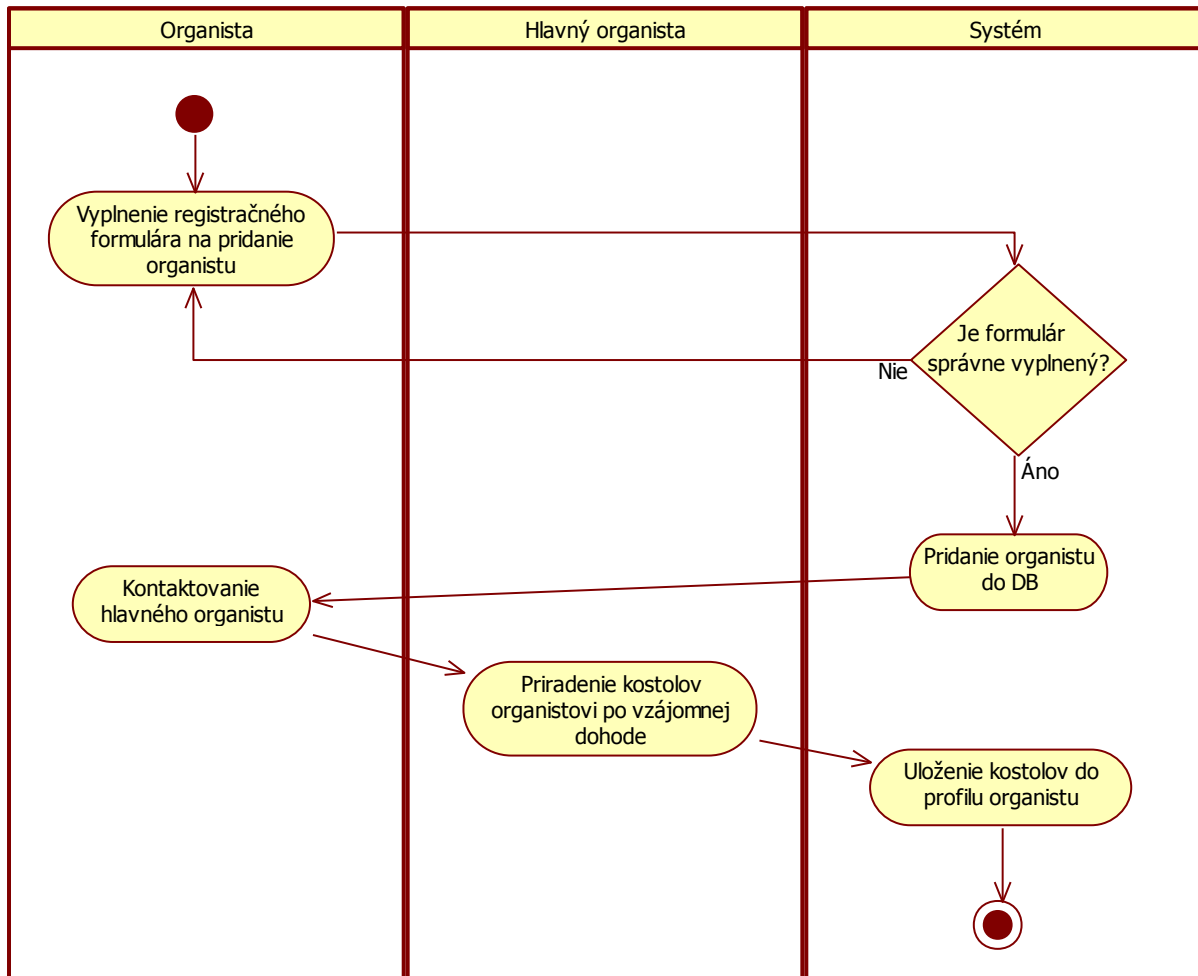 Organista
Hlavný organista
Systém
Vyplnenie registračného
formulára na pridanie
organistu
Je formulár
správne vyplnený?
Nie
Áno
Pridanie organistu
do DB
Kontaktovanie
hlavného organistu
Priradenie kostolov
organistovi po vzájomnej
dohode
Uloženie kostolov do
profilu organistu